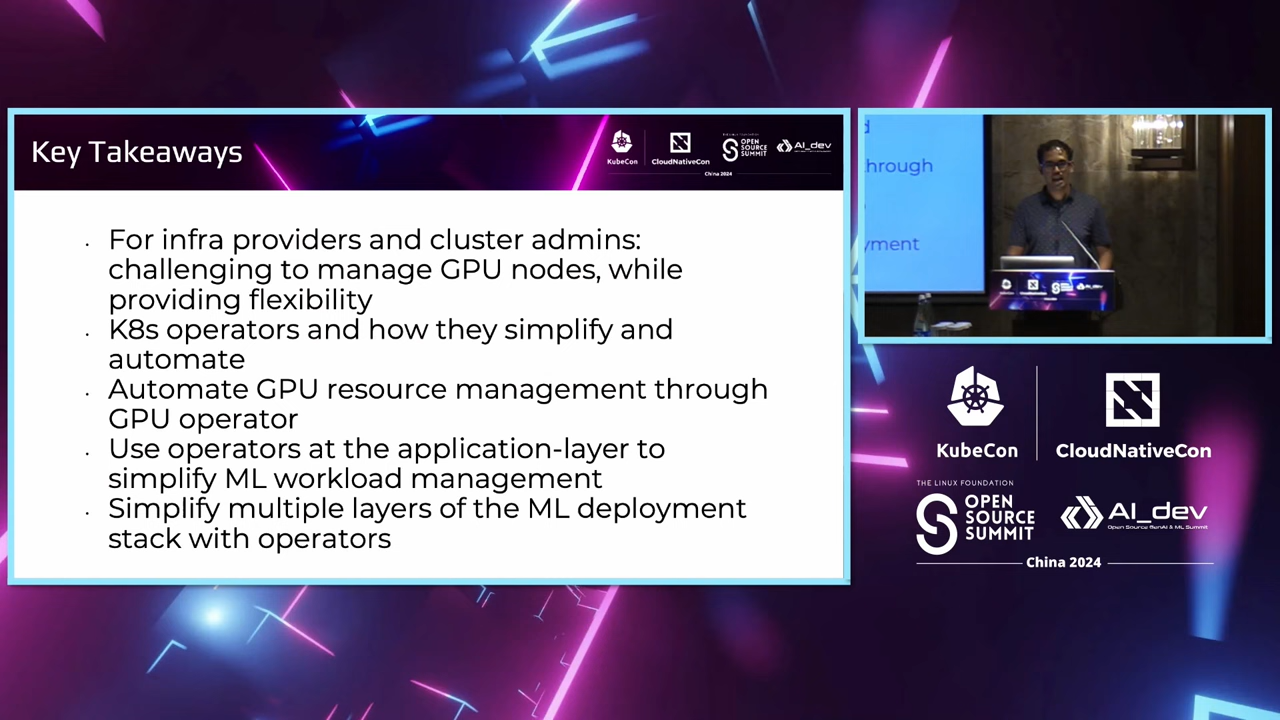 Key Takeaways
KubeCon
CloudNativeCon
THE LINUX FOUNDATION
OPEN
SOURCE
SUMMIT
AI_dev
China 2024
For infra providers and cluster admins:
challenging to manage GPU nodes, while
providing flexibility
K8s operators and how they simplify and
automate
Automate GPU resource management through
GPU operator
Use operators at the application-layer to
simplify ML workload management
Simplify multiple layers of the ML deployment
stack with operators
hrough
yment
KubeCon
CloudNativeCon
THE LINUX FOUNDATION
OPEN
SOURCE
SUMMIT
AI_dev
Open Source GenAI & ML Summit
China 2024